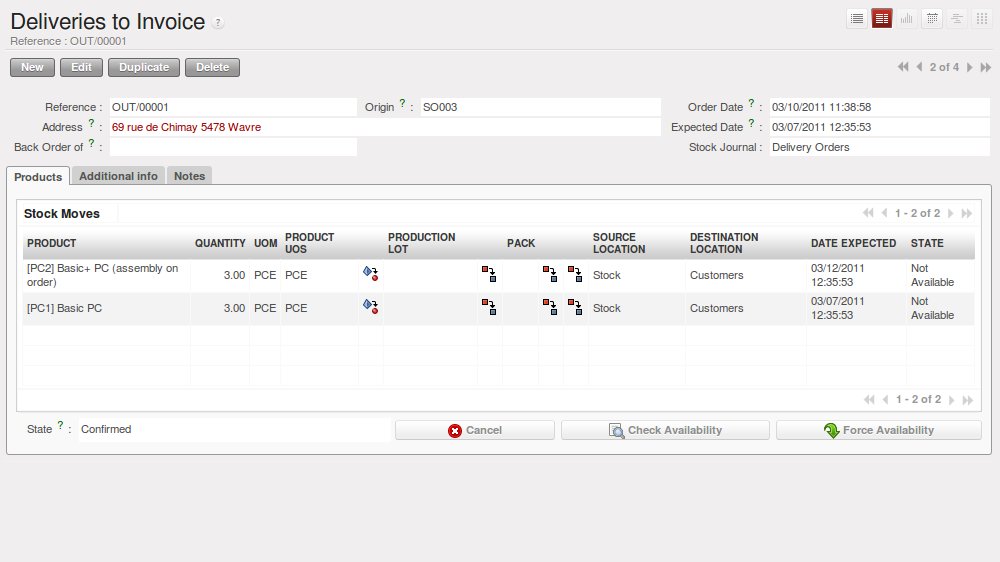 Deliveries to Invoice ?
Reference : OUT/00001
New Edit Duplicate Delete 2 of 4
Reference : OUT/00001 Origin ? : SO003 Order Date ? : 03/10/2011 11:38:58
Address ? : 69 rue de Chimay 5478 Wavre Expected Date ? : 03/07/2011 12:35:53
Back Order of ? : Stock Journal : Delivery Orders
Products Additional info Notes
Stock Moves 1 - 2 of 2
PRODUCT QUANTITY UOM PRODUCT UOS PRODUCTION LOT PACK SOURCE LOCATION DESTINATION LOCATION DATE EXPECTED STATE
[PC2] Basic+ PC (assembly on order) 3.00 PCE PCE Stock Customers 03/12/2011 12:35:53 Not Available
[PC1] Basic PC 3.00 PCE PCE Stock Customers 03/07/2011 12:35:53 Not Available
1 - 2 of 2
State ? : Confirmed Cancel Check Availability Force Availability